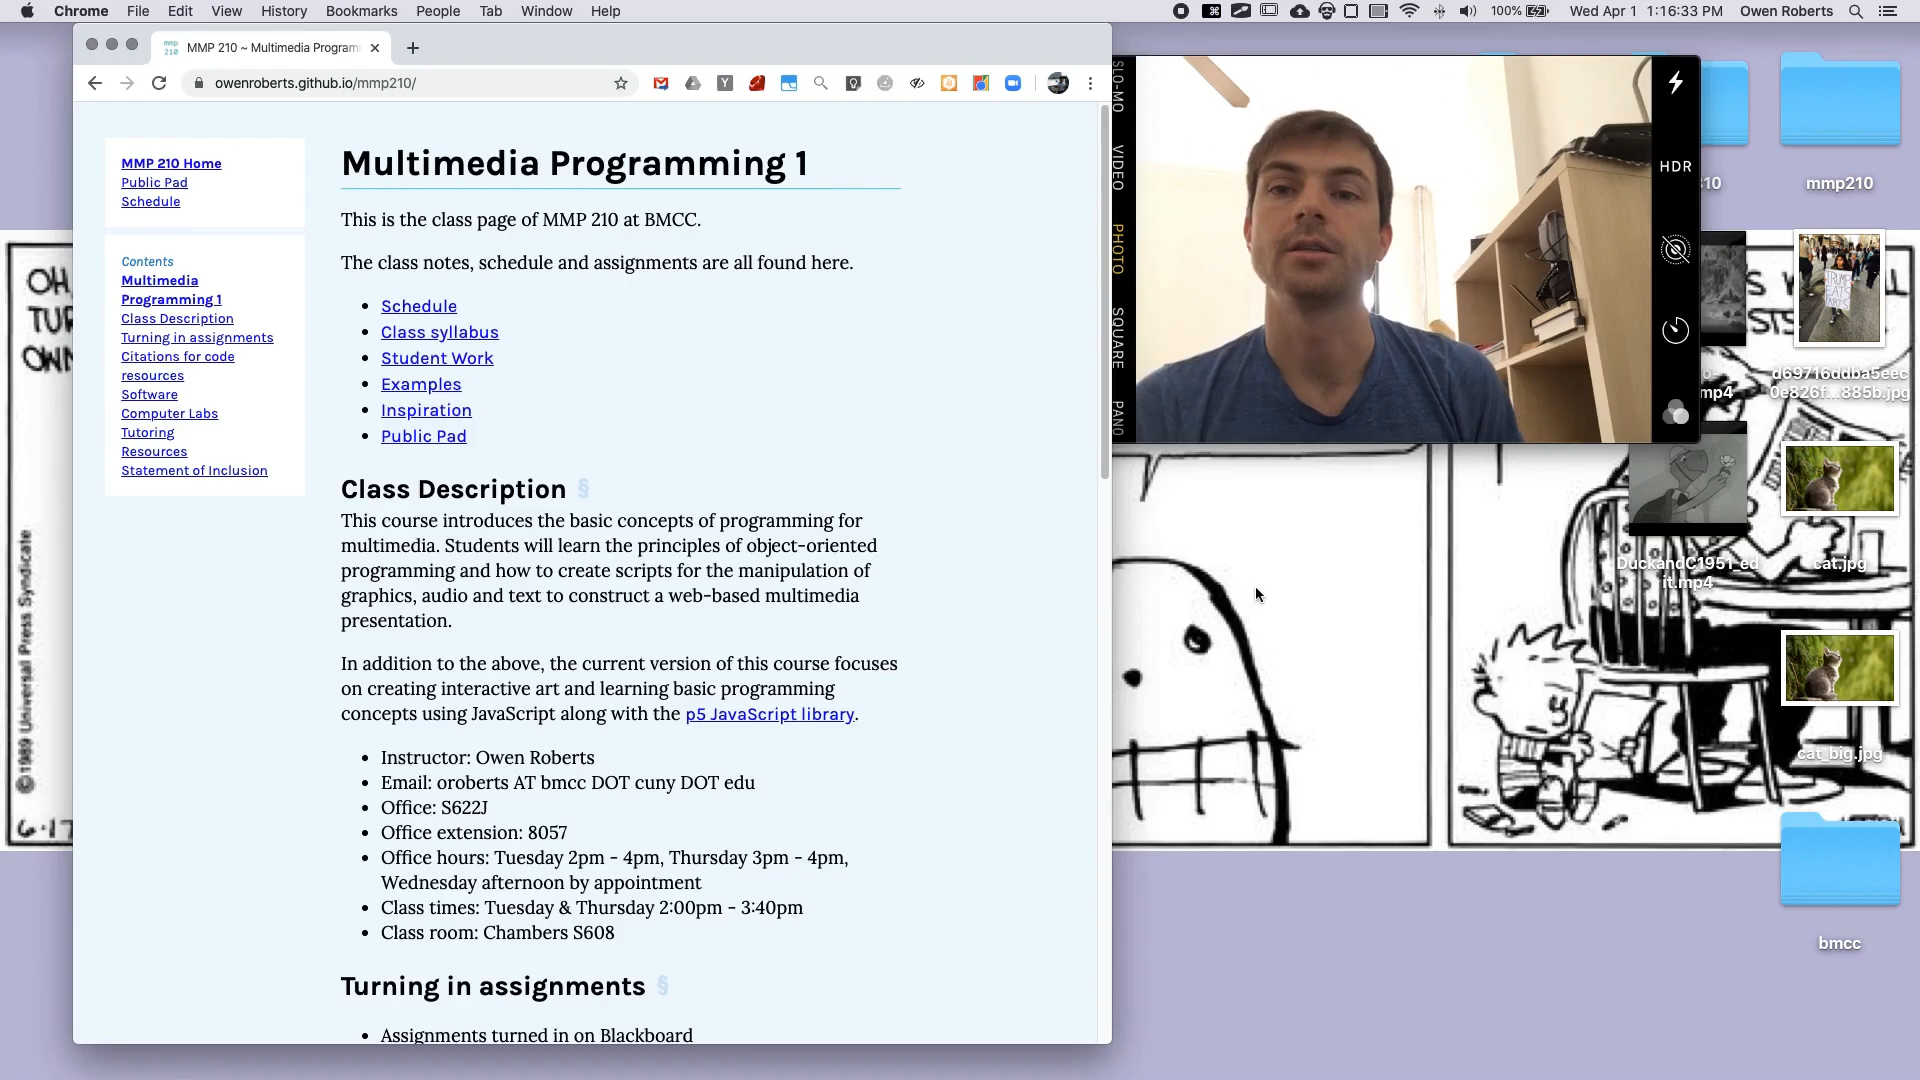 Chrome File Edit View History Bookmarks People Tab Window Help
100% Wed Apr 1 1:16:33 PM Owen Roberts
MMP 210 ~ Multimedia Program
owenroberts.github.io/mmp210/
MMP 210 Home
Public Pad
Schedule
Contents
Multimedia
Programming 1
Class Description
Turning in assignments
Citations for code
resources
Software
Computer Labs
Tutoring
Resources
Statement of Inclusion
Multimedia Programming 1
This is the class page of MMP 210 at BMCC.
The class notes, schedule and assignments are all found here.
Schedule
Class syllabus
Student Work
Examples
Inspiration
Public Pad
Class Description §
This course introduces the basic concepts of programming for
multimedia. Students will learn the principles of object-oriented
programming and how to create scripts for the manipulation of
graphics, audio and text to construct a web-based multimedia
presentation.
In addition to the above, the current version of this course focuses
on creating interactive art and learning basic programming
concepts using JavaScript along with the p5 JavaScript library.
Instructor: Owen Roberts
Email: oroberts AT bmcc DOT cuny DOT edu
Office: S622J
Office extension: 8057
Office hours: Tuesday 2pm - 4pm, Thursday 3pm - 4pm,
Wednesday afternoon by appointment
Class times: Tuesday & Thursday 2:00pm - 3:40pm
Class room: Chambers S608
Turning in assignments §
Assignments turned in on Blackboard
SLO-MO
VIDEO
PHOTO
SQUARE
PANO
HDR
mmp210
d69716ddba5eec
0e826f...885b.jpg
DuckandC1951_ed
it.mp4
cat.jpg
cat_big.jpg
bmcc
OH,
©1989 Universal Press Syndicate
6-17